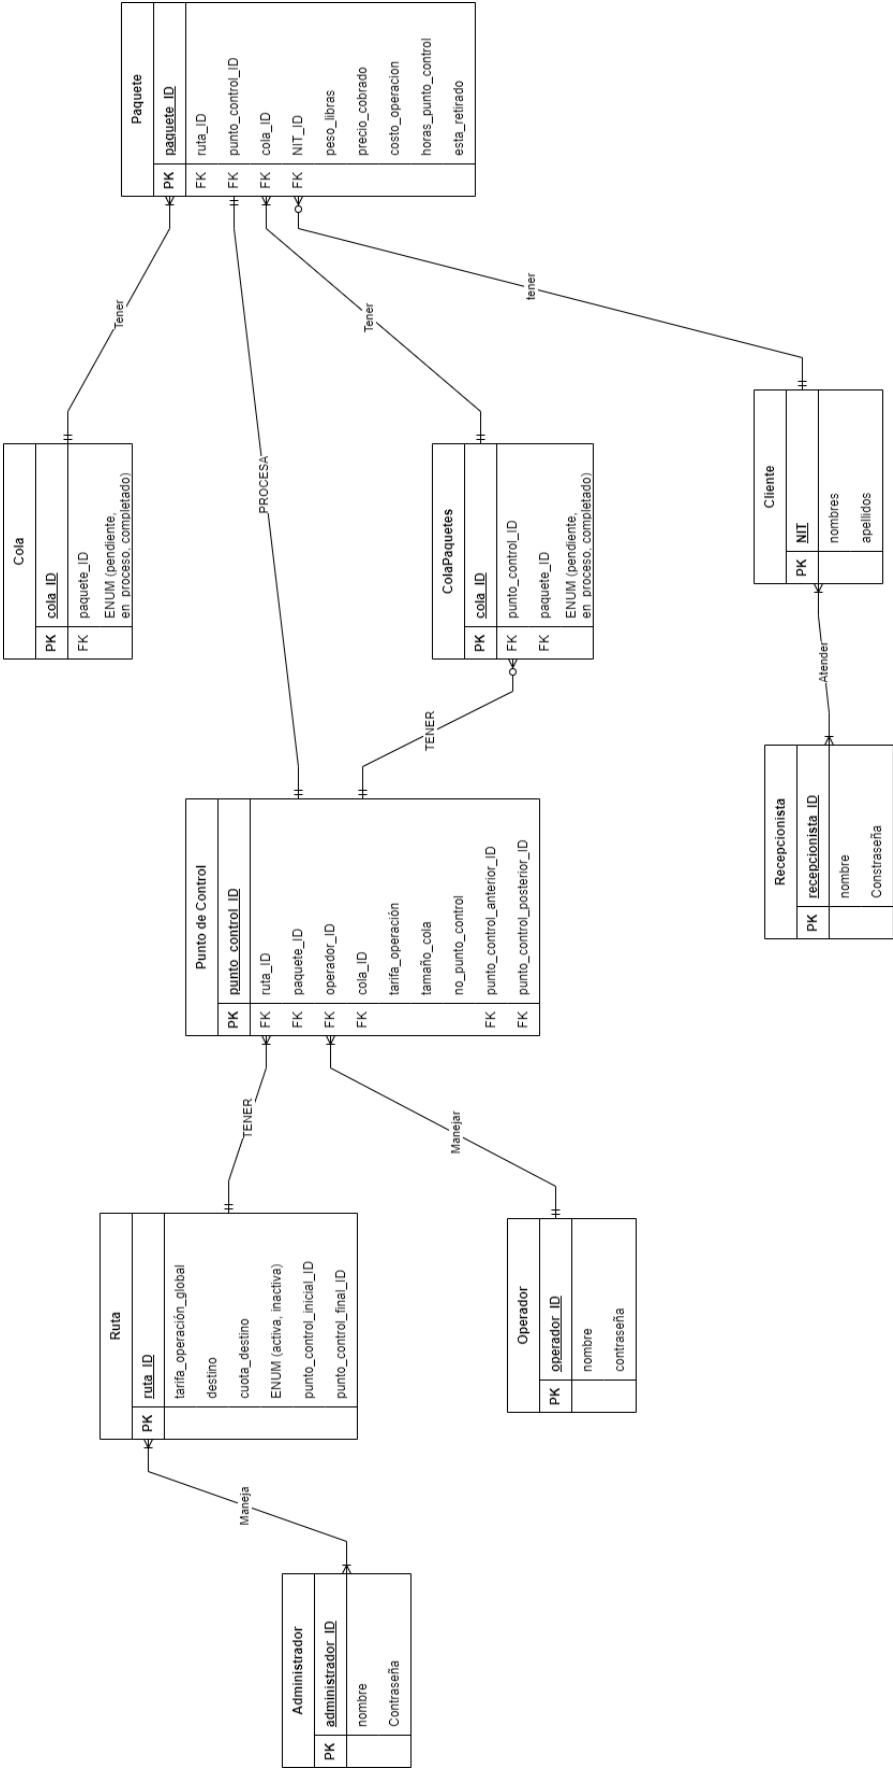 Paquete
PK paquete_ID
FK ruta_ID
FK punto_control_ID
FK cola_ID
FK NIT_ID
peso_libras
precio_cobrado
costo_operacion
horas_punto_control
esta_retirado
Tener
PROCESA
Tener
tener
Cola
PK cola_ID
FK paquete_ID
ENUM (pendiente,
en_proceso, completado)
ColaPaquetes
PK cola_ID
FK punto_control_ID
FK paquete_ID
ENUM (pendiente,
en_proceso, completado)
Cliente
PK NIT
nombres
apellidos
TENER
Atender
Punto de Control
PK punto_control_ID
FK ruta_ID
FK paquete_ID
FK operador_ID
FK cola_ID
tarifa_operación
tamaño_cola
no_punto_control
FK punto_control_anterior_ID
FK punto_control_posterior_ID
Recepcionista
PK recepcionista_ID
nombre
Constraseña
TENER
Manejar
Ruta
PK ruta_ID
tarifa_operación_global
destino
cuota_destino
ENUM (activa, inactiva)
punto_control_inicial_ID
punto_control_final_ID
Operador
PK operador_ID
nombre
contraseña
Maneja
Administrador
PK administrador_ID
nombre
Contraseña